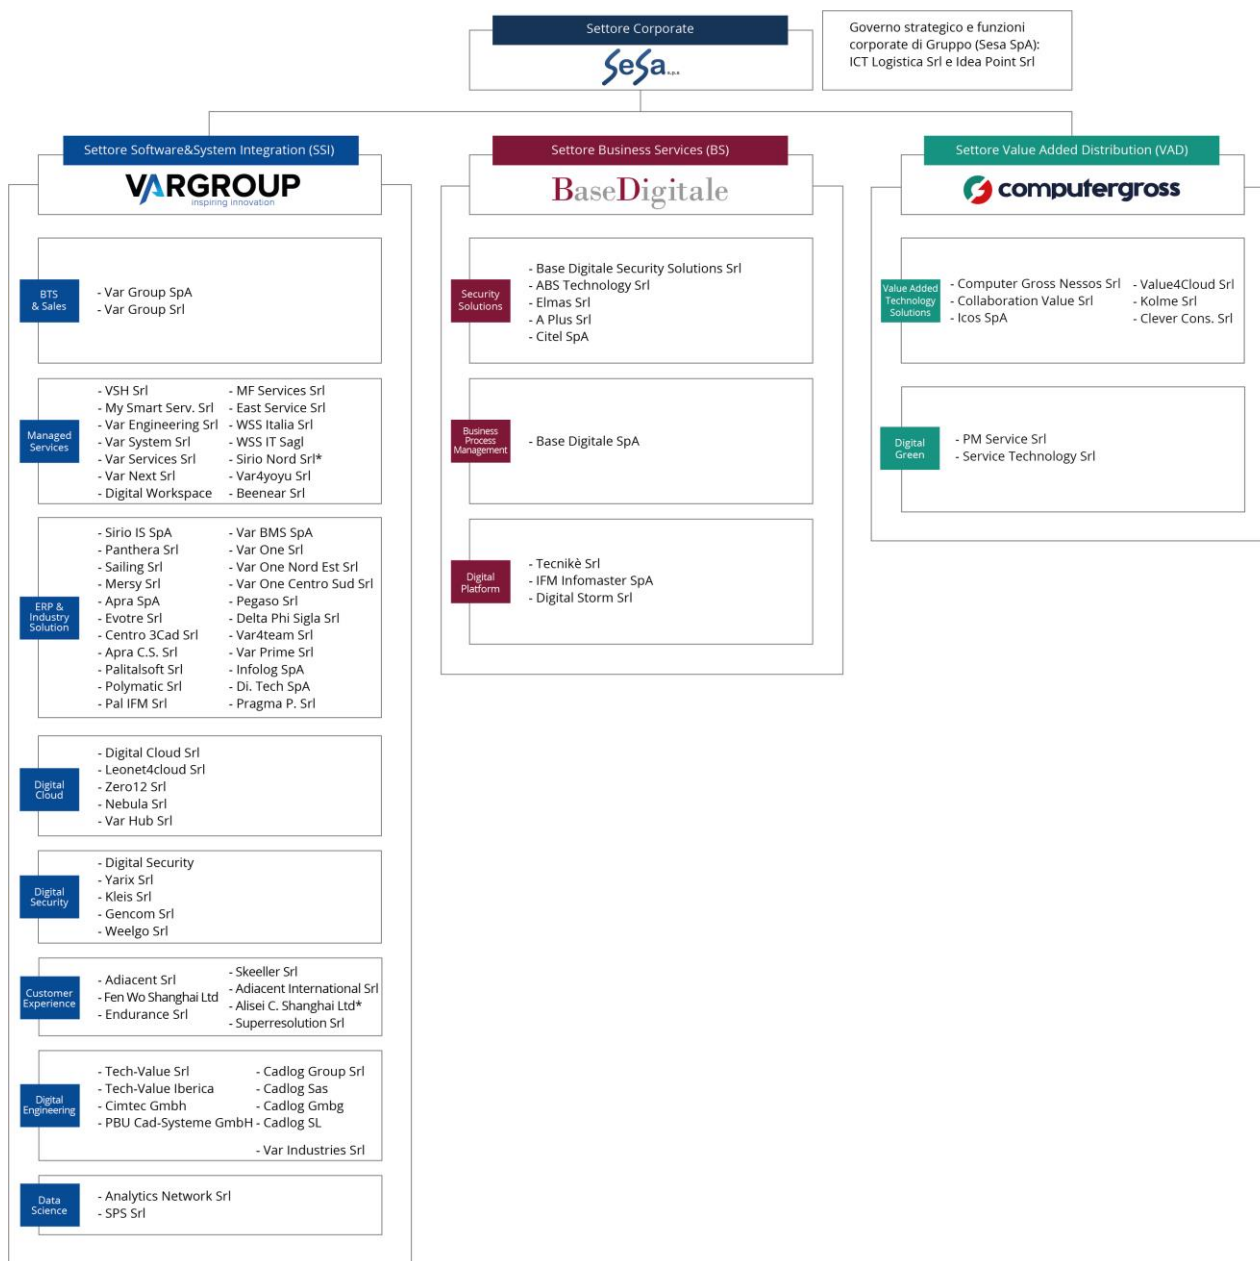 Settore Corporate
SeSa S.p.A.
Governo strategico e funzioni
corporate di Gruppo (Sesa SpA):
ICT Logistica Srl e Idea Point Srl
Settore Software&System Integration (SSI)
VARGROUP
inspiring innovation
BTS
& Sales
- Var Group SpA
- Var Group Srl
Managed
Services
- VSH Srl
- My Smart Serv. Srl
- Var Engineering Srl
- Var System Srl
- Var Services Srl
- Var Next Srl
- Digital Workspace
- MF Services Srl
- East Service Srl
- WSS Italia Srl
- WSS IT Sagl
- Sirio Nord Srl*
- Var4yoyu Srl
- Beenear Srl
ERP &
Industry
Solution
- Sirio IS SpA
- Panthera Srl
- Sailing Srl
- Mersy Srl
- Apra SpA
- Evotre Srl
- Centro 3Cad Srl
- Apra C.S. Srl
- Palitalsoft Srl
- Polymatic Srl
- Pal IFM Srl
- Var BMS SpA
- Var One Srl
- Var One Nord Est Srl
- Var One Centro Sud Srl
- Pegaso Srl
- Delta Phi Sigla Srl
- Var4team Srl
- Var Prime Srl
- Infolog SpA
- Di. Tech SpA
- Pragma P. Srl
Digital
Cloud
- Digital Cloud Srl
- Leonet4cloud Srl
- Zero12 Srl
- Nebula Srl
- Var Hub Srl
Digital
Security
- Digital Security
- Yarix Srl
- Kleis Srl
- Gencom Srl
- Weelgo Srl
Customer
Experience
- Adiacent Srl
- Fen Wo Shanghai Ltd
- Endurance Srl
- Skeeller Srl
- Adiacent International Srl
- Alisei C. Shanghai Ltd*
- Superresolution Srl
Digital
Engineering
- Tech-Value Srl
- Tech-Value Iberica
- Cimtec Gmbh
- PBU Cad-Systeme GmbH
- Cadlog Group Srl
- Cadlog Sas
- Cadlog Gmbg
- Cadlog SL
- Var Industries Srl
Data
Science
- Analytics Network Srl
- SPS Srl
Settore Business Services (BS)
BaseDigitale
Security
Solutions
- Base Digitale Security Solutions Srl
- ABS Technology Srl
- Elmas Srl
- A Plus Srl
- Citel SpA
Business
Process
Management
- Base Digitale SpA
Digital
Platform
- Tecnikè Srl
- IFM Infomaster SpA
- Digital Storm Srl
Settore Value Added Distribution (VAD)
computergross
Value Added
Technology
Solutions
- Computer Gross Nessos Srl
- Collaboration Value Srl
- Icos SpA
- Value4Cloud Srl
- Kolme Srl
- Clever Cons. Srl
Digital
Green
- PM Service Srl
- Service Technology Srl